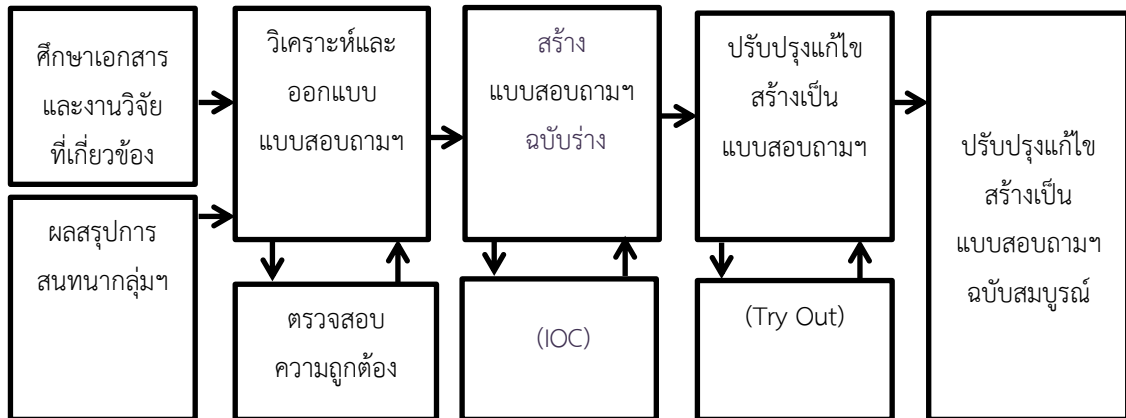 ศึกษาเอกสาร
และงานวิจัย
ที่เกี่ยวข้อง
ผลสรุปการ
สนทนากลุ่มฯ
วิเคราะห์และ
ออกแบบ
แบบสอบถามฯ
ตรวจสอบ
ความถูกต้อง
สร้าง
แบบสอบถามฯ
ฉบับร่าง
(IOC)
ปรับปรุงแก้ไข
สร้างเป็น
แบบสอบถามฯ
(Try Out)
ปรับปรุงแก้ไข
สร้างเป็น
แบบสอบถามฯ
ฉบับสมบูรณ์